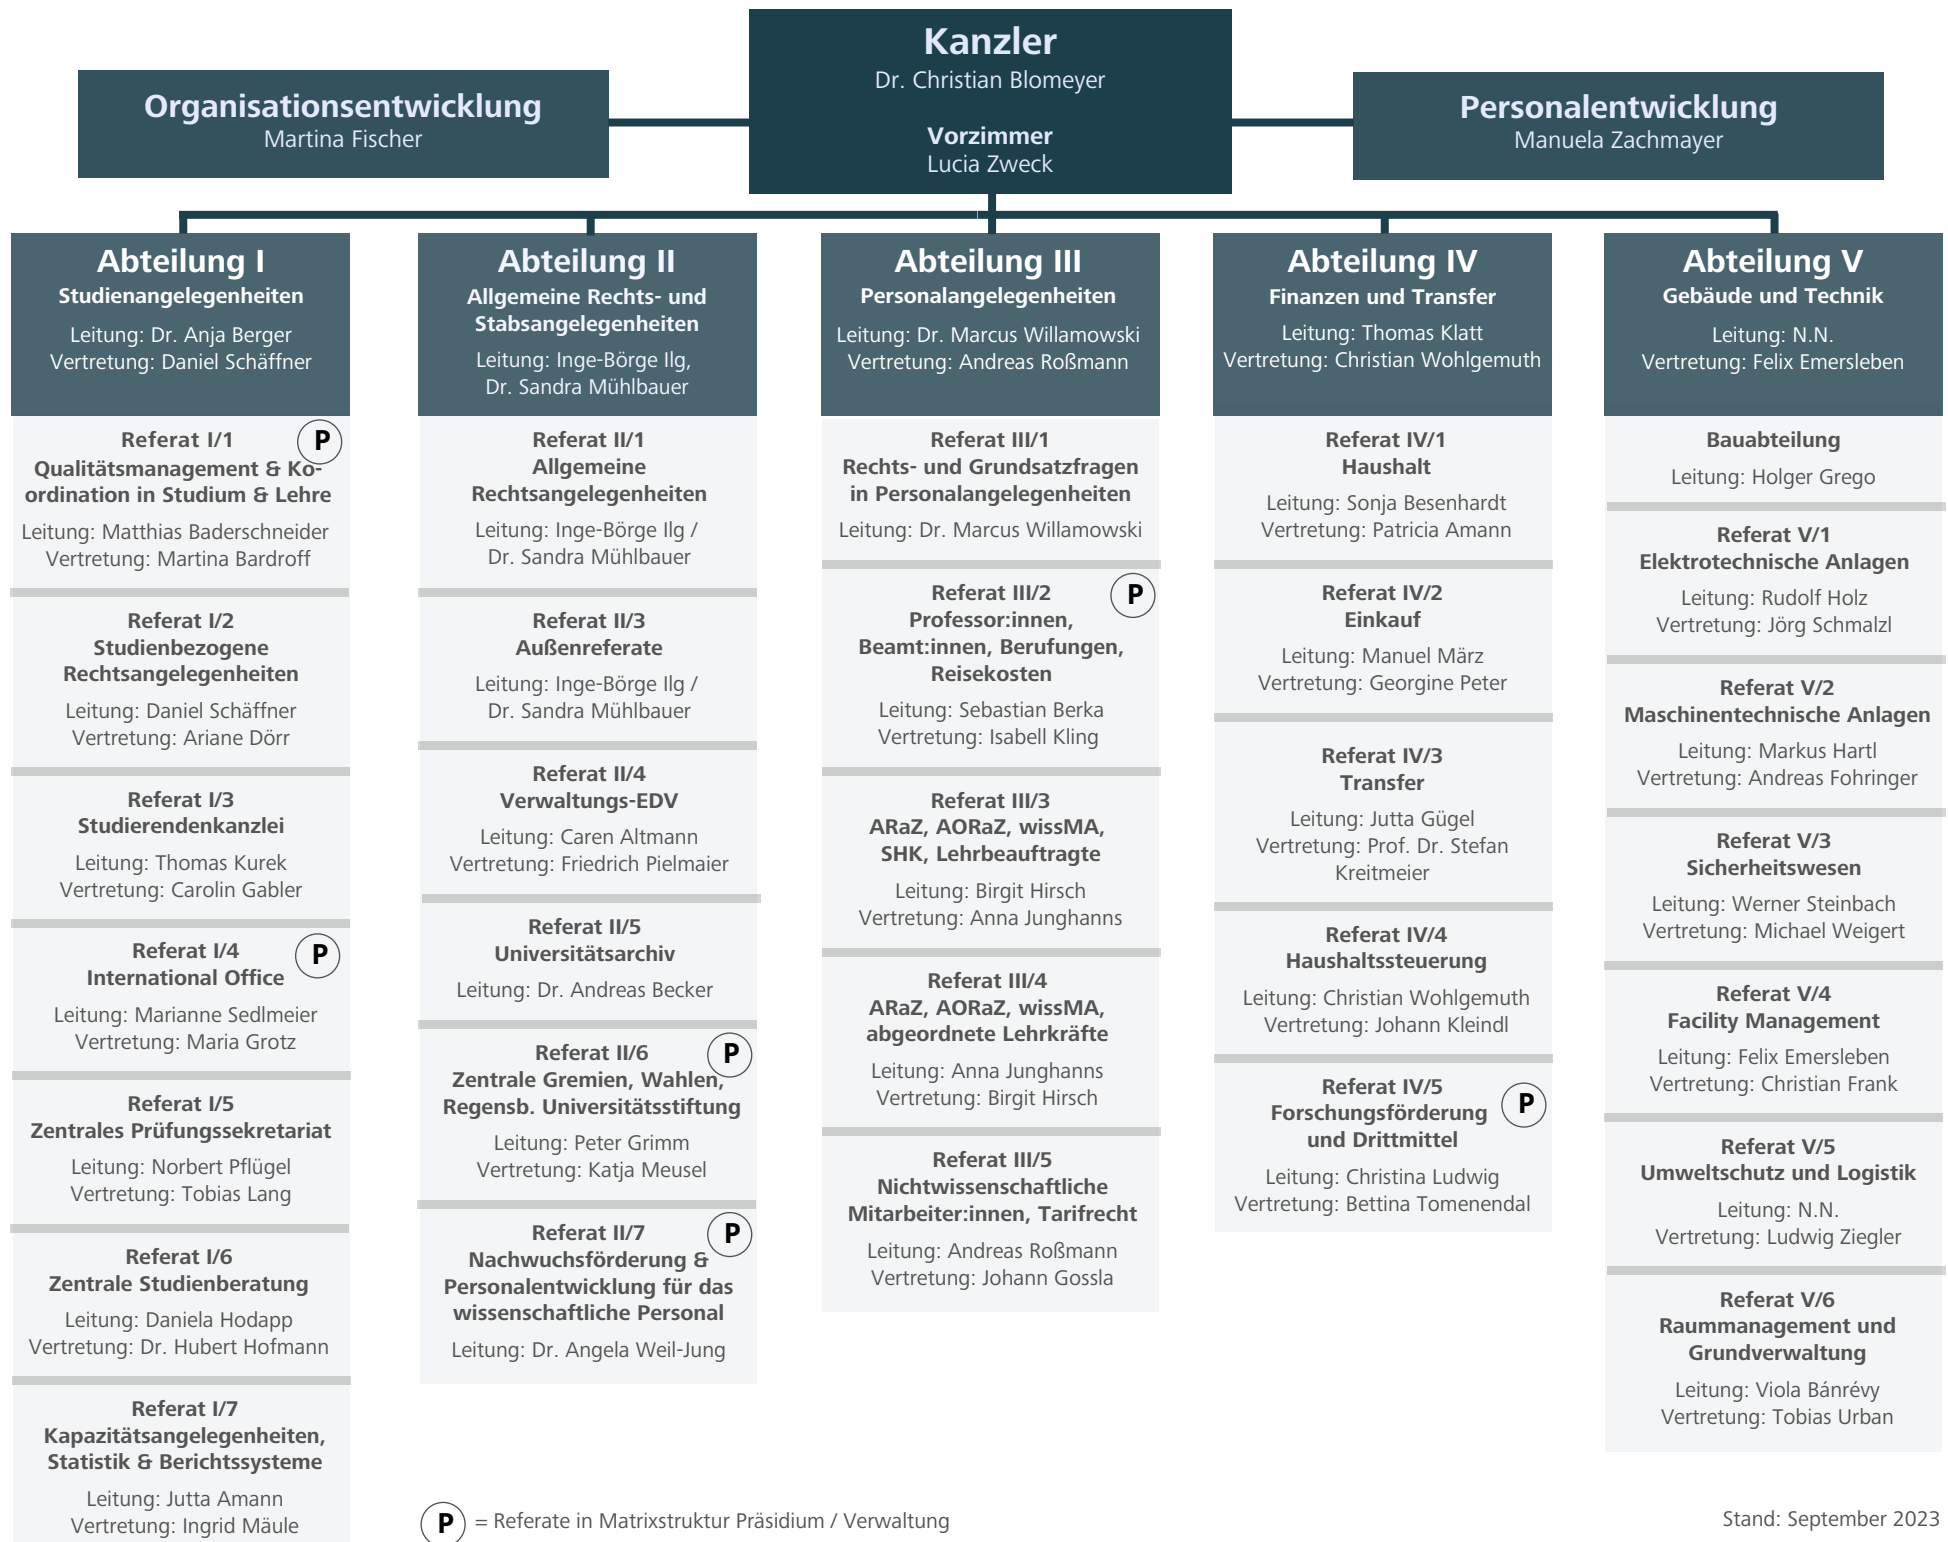 Kanzler
Dr. Christian Blomeyer
Vorzimmer
Lucia Zweck
Organisationsentwicklung
Martina Fischer
Personalentwicklung
Manuela Zachmayer
Abteilung I
Studienangelegenheiten
Leitung: Dr. Anja Berger
Vertretung: Daniel Schäffner
Referat I/1
P
Qualitätsmanagement & Ko-
ordination in Studium & Lehre
Leitung: Matthias Baderschneider
Vertretung: Martina Bardroff
Referat I/2
Studienbezogene
Rechtsangelegenheiten
Leitung: Daniel Schäffner
Vertretung: Ariane Dörr
Referat I/3
Studierendenkanzlei
Leitung: Thomas Kurek
Vertretung: Carolin Gabler
Referat I/4
P
International Office
Leitung: Marianne Sedlmeier
Vertretung: Maria Grotz
Referat I/5
Zentrales Prüfungssekretariat
Leitung: Norbert Pflügel
Vertretung: Tobias Lang
Referat I/6
Zentrale Studienberatung
Leitung: Daniela Hodapp
Vertretung: Dr. Hubert Hofmann
Referat I/7
Kapazitätsangelegenheiten,
Statistik & Berichtssysteme
Leitung: Jutta Amann
Vertretung: Ingrid Mäule
Abteilung II
Allgemeine Rechts- und
Stabsangelegenheiten
Leitung: Inge-Börge Ilg,
Dr. Sandra Mühlbauer
Referat II/1
Allgemeine
Rechtsangelegenheiten
Leitung: Inge-Börge Ilg /
Dr. Sandra Mühlbauer
Referat II/3
Außenreferate
Leitung: Inge-Börge Ilg /
Dr. Sandra Mühlbauer
Referat II/4
Verwaltungs-EDV
Leitung: Caren Altmann
Vertretung: Friedrich Pielmaier
Referat II/5
Universitätsarchiv
Leitung: Dr. Andreas Becker
Referat II/6
P
Zentrale Gremien, Wahlen,
Regensb. Universitätsstiftung
Leitung: Peter Grimm
Vertretung: Katja Meusel
Referat II/7
P
Nachwuchsförderung &
Personalentwicklung für das
wissenschaftliche Personal
Leitung: Dr. Angela Weil-Jung
Abteilung III
Personalangelegenheiten
Leitung: Dr. Marcus Willamowski
Vertretung: Andreas Roßmann
Referat III/1
Rechts- und Grundsatzfragen
in Personalangelegenheiten
Leitung: Dr. Marcus Willamowski
Referat III/2
P
Professor:innen,
Beamt:innen, Berufungen,
Reisekosten
Leitung: Sebastian Berka
Vertretung: Isabell Kling
Referat III/3
ARaZ, AORaZ, wissMA,
SHK, Lehrbeauftragte
Leitung: Birgit Hirsch
Vertretung: Anna Junghanns
Referat III/4
ARaZ, AORaZ, wissMA,
abgeordnete Lehrkräfte
Leitung: Anna Junghanns
Vertretung: Birgit Hirsch
Referat III/5
Nichtwissenschaftliche
Mitarbeiter:innen, Tarifrecht
Leitung: Andreas Roßmann
Vertretung: Johann Gossla
Abteilung IV
Finanzen und Transfer
Leitung: Thomas Klatt
Vertretung: Christian Wohlgemuth
Referat IV/1
Haushalt
Leitung: Sonja Besenhardt
Vertretung: Patricia Amann
Referat IV/2
Einkauf
Leitung: Manuel März
Vertretung: Georgine Peter
Referat IV/3
Transfer
Leitung: Jutta Gügel
Vertretung: Prof. Dr. Stefan
Kreitmeier
Referat IV/4
Haushaltssteuerung
Leitung: Christian Wohlgemuth
Vertretung: Johann Kleindl
Referat IV/5
P
Forschungsförderung
und Drittmittel
Leitung: Christina Ludwig
Vertretung: Bettina Tomenendal
Abteilung V
Gebäude und Technik
Leitung: N.N.
Vertretung: Felix Emersleben
Bauabteilung
Leitung: Holger Grego
Referat V/1
Elektrotechnische Anlagen
Leitung: Rudolf Holz
Vertretung: Jörg Schmalzl
Referat V/2
Maschinentechnische Anlagen
Leitung: Markus Hartl
Vertretung: Andreas Fohringer
Referat V/3
Sicherheitswesen
Leitung: Werner Steinbach
Vertretung: Michael Weigert
Referat V/4
Facility Management
Leitung: Felix Emersleben
Vertretung: Christian Frank
Referat V/5
Umweltschutz und Logistik
Leitung: N.N.
Vertretung: Ludwig Ziegler
Referat V/6
Raummanagement und
Grundverwaltung
Leitung: Viola Bánrévy
Vertretung: Tobias Urban
P = Referate in Matrixstruktur Präsidium / Verwaltung
Stand: September 2023